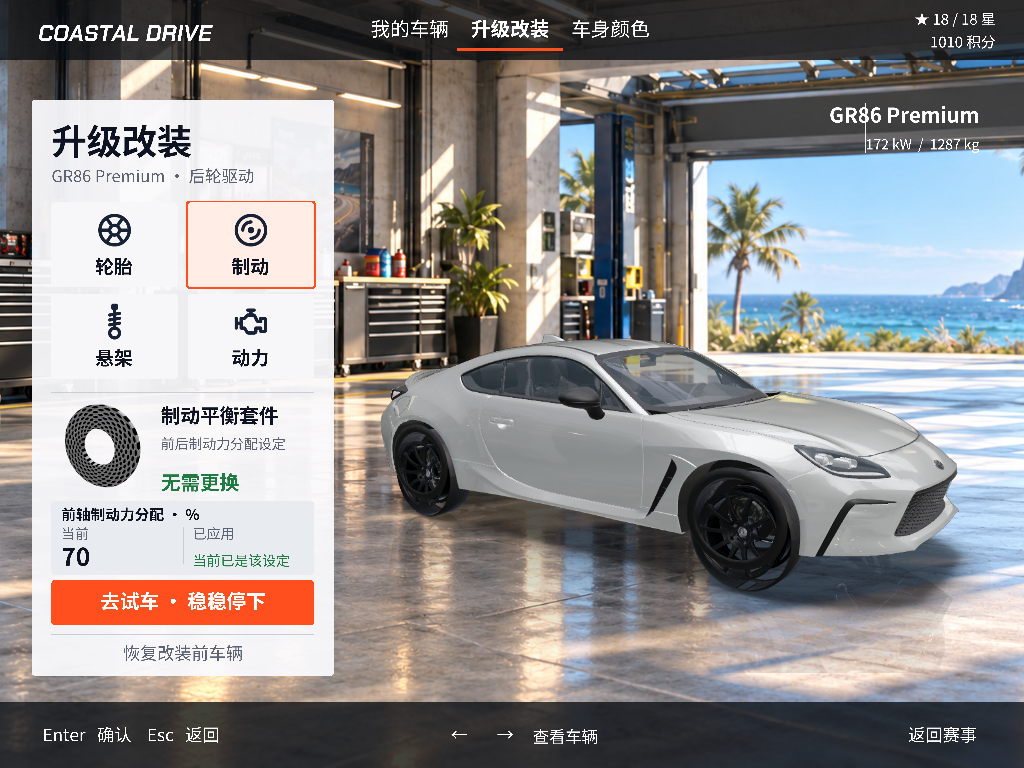 COASTAL DRIVE
我的车辆 升级改装 车身颜色
★ 18 / 18 星
1010 积分
GR86 Premium
172 kW / 1287 kg
升级改装
GR86 Premium · 后轮驱动
轮胎 制动
悬架 动力
制动平衡套件
前后制动力分配设定
无需更换
前轴制动力分配 · %
当前 已应用
70 当前已是该设定
去试车 · 稳稳停下
恢复改装前车辆
Enter 确认 Esc 返回
← → 查看车辆
返回赛事